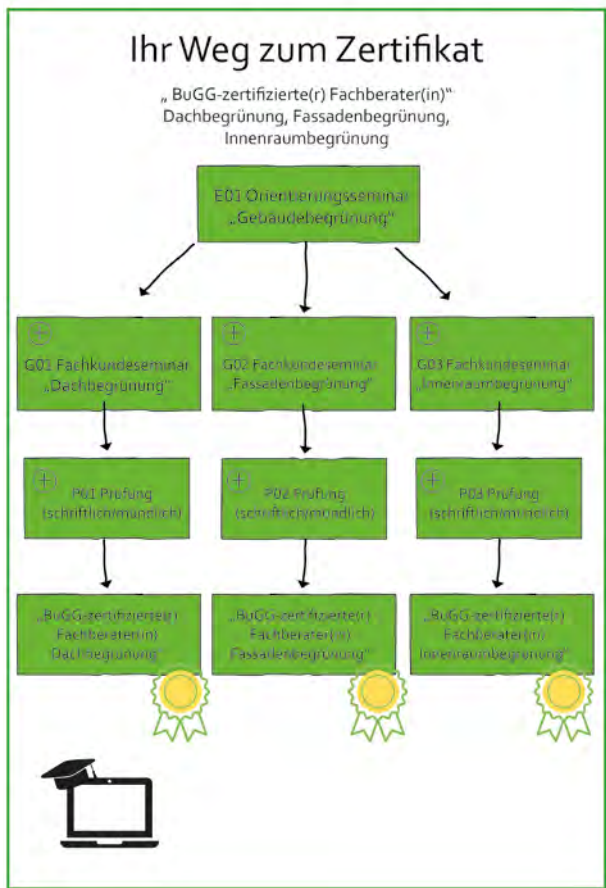 Ihr Weg zum Zertifikat
„ BuGG-zertifizierte(r) Fachberater(in)“
Dachbegrünung, Fassadenbegrünung,
Innenraumbegrünung
E01 Orientierungsseminar
„Gebäudebegrünung“
G01 Fachkundeseminar
„Dachbegrünung“
G02 Fachkundeseminar
„Fassadenbegrünung“
G03 Fachkundeseminar
„Innenraumbegrünung“
P01 Prüfung
(schriftlich/mündlich)
P02 Prüfung
(schriftlich/mündlich)
P03 Prüfung
(schriftlich/mündlich)
„BuGG-zertifizierte(r)
Fachberater(in)
Dachbegrünung“
„BuGG-zertifizierte(r)
Fachberater(in)
Fassadenbegrünung“
„BuGG-zertifizierte(r)
Fachberater(in)
Innenraumbegrünung“